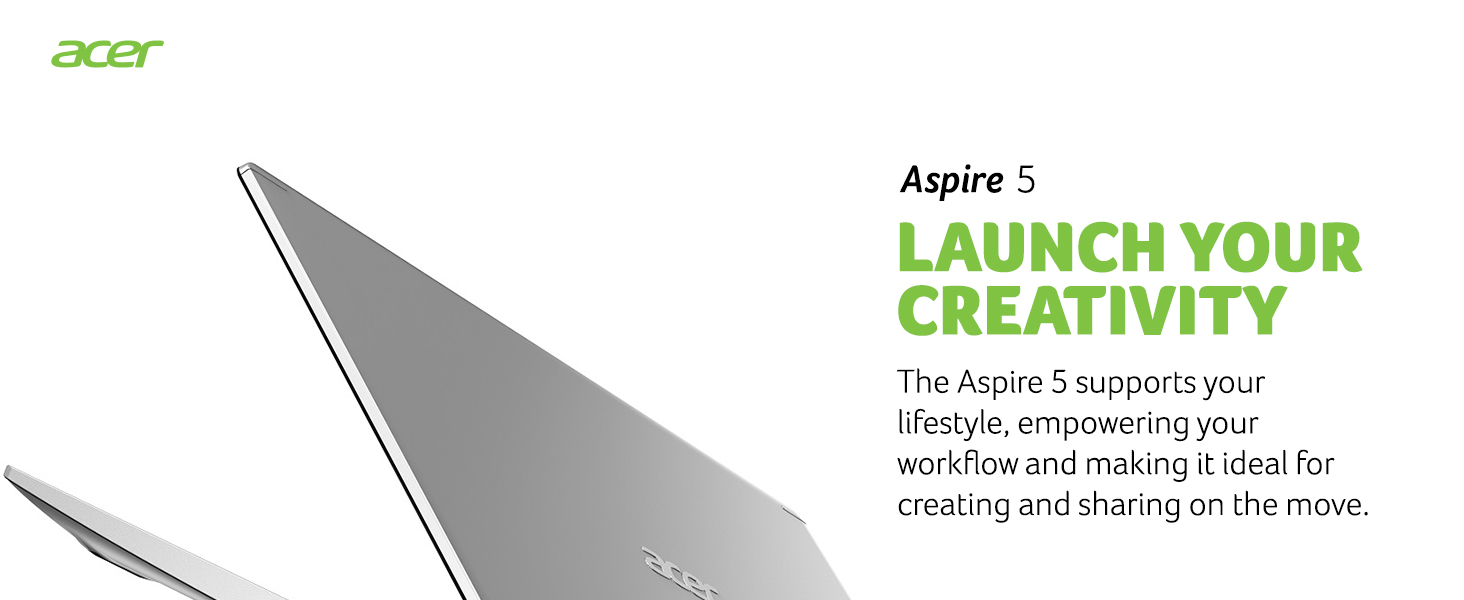 acer
Aspire 5
LAUNCH YOUR
CREATIVITY
The Aspire 5 supports your
lifestyle, empowering your
workflow and making it ideal for
creating and sharing on the move.
acer